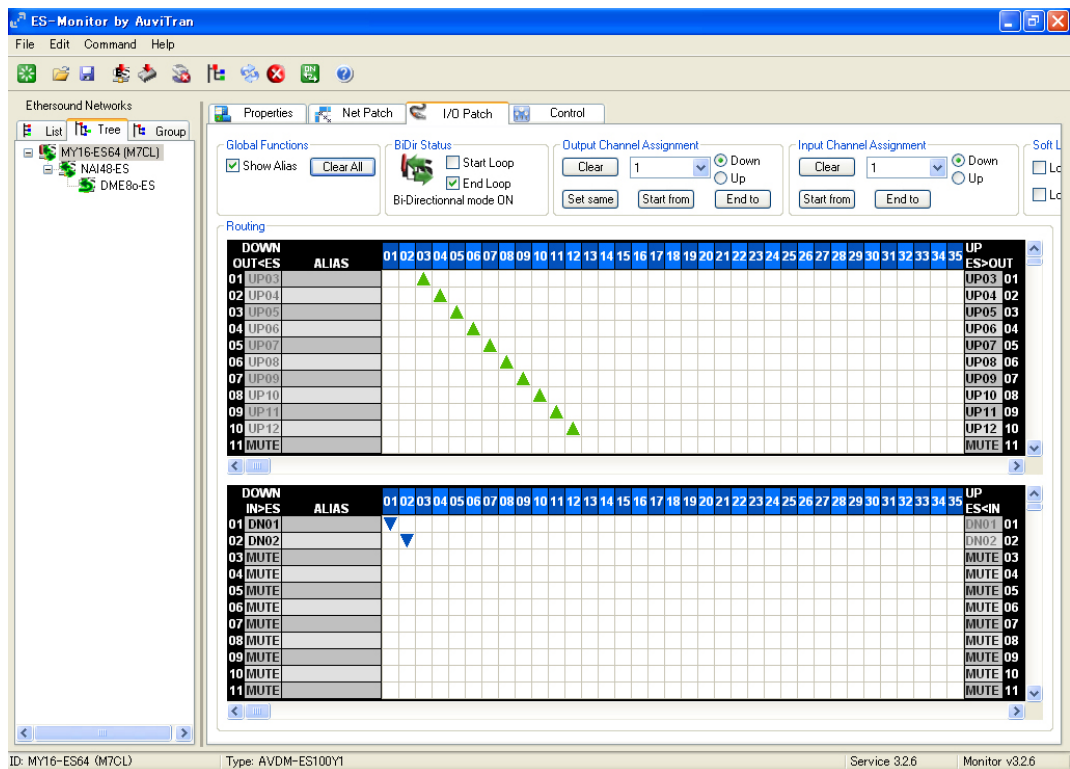 ES-Monitor by AuviTran
File Edit Command Help
Ethersound Networks
List Tree Group
MY16-ES64 (M7CL)
NAI48-ES
DME8o-ES
Properties Net Patch I/O Patch Control
Global Functions
Show Alias Clear All
BiDir Status
Start Loop
End Loop
Bi-Directionnal mode ON
Output Channel Assignment
Clear 1 Down
Up
Set same Start from End to
Input Channel Assignment
Clear 1 Down
Up
Start from End to
Soft L
Lo
Lo
Routing
DOWN UP
OUT<ES ALIAS 01 02 03 04 05 06 07 08 09 10 11 12 13 14 15 16 17 18 19 20 21 22 23 24 25 26 27 28 29 30 31 32 33 34 35 ES>OUT
01 UP03 UP03 01
02 UP04 UP04 02
03 UP05 UP05 03
04 UP06 UP06 04
05 UP07 UP07 05
06 UP08 UP08 06
07 UP09 UP09 07
08 UP10 UP10 08
09 UP11 UP11 09
10 UP12 UP12 10
11 MUTE MUTE 11
DOWN UP
IN>ES ALIAS 01 02 03 04 05 06 07 08 09 10 11 12 13 14 15 16 17 18 19 20 21 22 23 24 25 26 27 28 29 30 31 32 33 34 35 ES<IN
01 DN01 DN01 01
02 DN02 DN02 02
03 MUTE MUTE 03
04 MUTE MUTE 04
05 MUTE MUTE 05
06 MUTE MUTE 06
07 MUTE MUTE 07
08 MUTE MUTE 08
09 MUTE MUTE 09
10 MUTE MUTE 10
11 MUTE MUTE 11
ID: MY16-ES64 (M7CL) Type: AVDM-ES100Y1 Service 3.2.6 Monitor v3.2.6